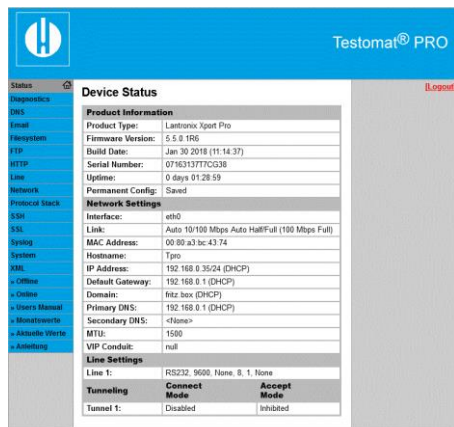 Testomat® PRO
Status
Diagnostics
DNS
Email
Filesystem
FTP
HTTP
Line
Network
Protocol Stack
SSH
SSL
Syslog
System
XML
» Offline
» Online
» Users Manual
» Monatswerte
» Aktuelle Werte
» Anleitung
Device Status
[Logout]
Product Information
Product Type: Lantronix Xport Pro
Firmware Version: 5.5.0.1R6
Build Date: Jan 30 2018 (11:14:37)
Serial Number: 07163137T7CG38
Uptime: 0 days 01:28:59
Permanent Config: Saved
Network Settings
Interface: eth0
Link: Auto 10/100 Mbps Auto Half/Full (100 Mbps Full)
MAC Address: 00:80:a3:bc:43:74
Hostname: Tpro
IP Address: 192.168.0.35/24 (DHCP)
Default Gateway: 192.168.0.1 (DHCP)
Domain: fritz.box (DHCP)
Primary DNS: 192.168.0.1 (DHCP)
Secondary DNS: <None>
MTU: 1500
VIP Conduit: null
Line Settings
Line 1: RS232, 9600, None, 8, 1, None
Tunneling Connect Mode Accept Mode
Tunnel 1: Disabled Inhibited